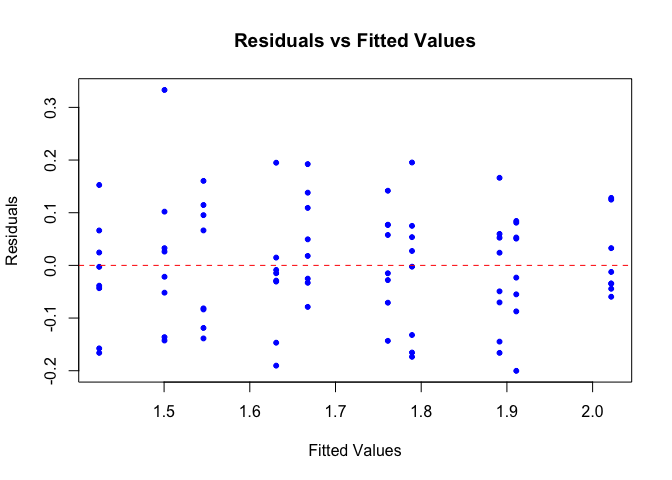 Residuals vs Fitted Values
Residuals
0.3
0.2
0.1
0.0
-0.1
-0.2
1.5 1.6 1.7 1.8 1.9 2.0
Fitted Values